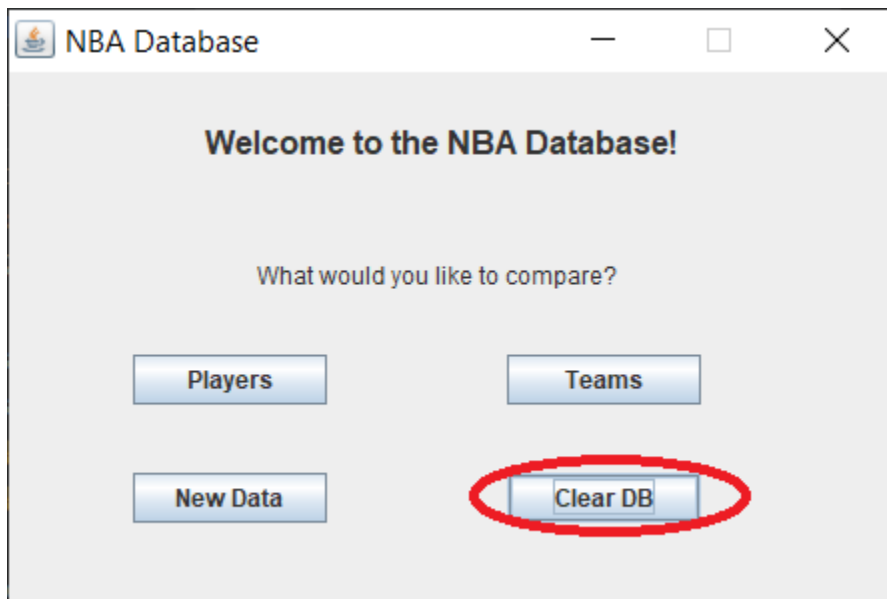 NBA Database
Welcome to the NBA Database!
What would you like to compare?
Players
Teams
New Data
Clear DB